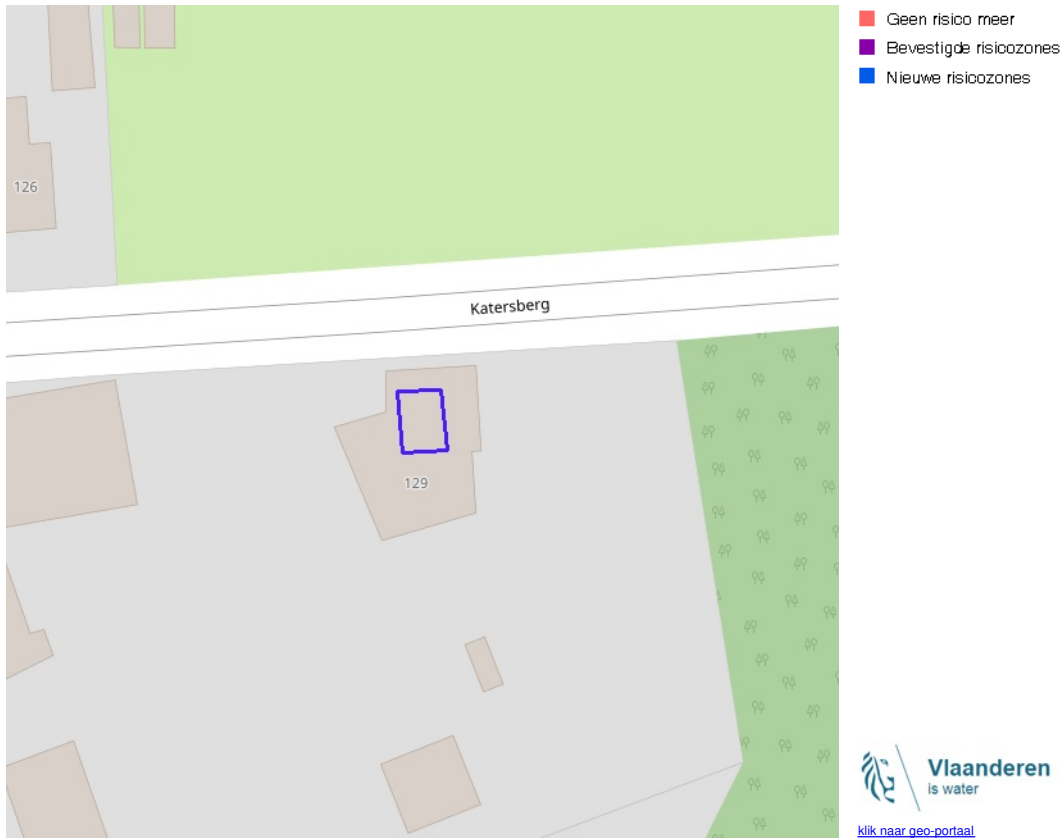 Geen risico meer
Bevestigde risicozones
Nieuwe risicozones
126
Katersberg
129
Vlaanderen
is water
klik naar geo-portaal